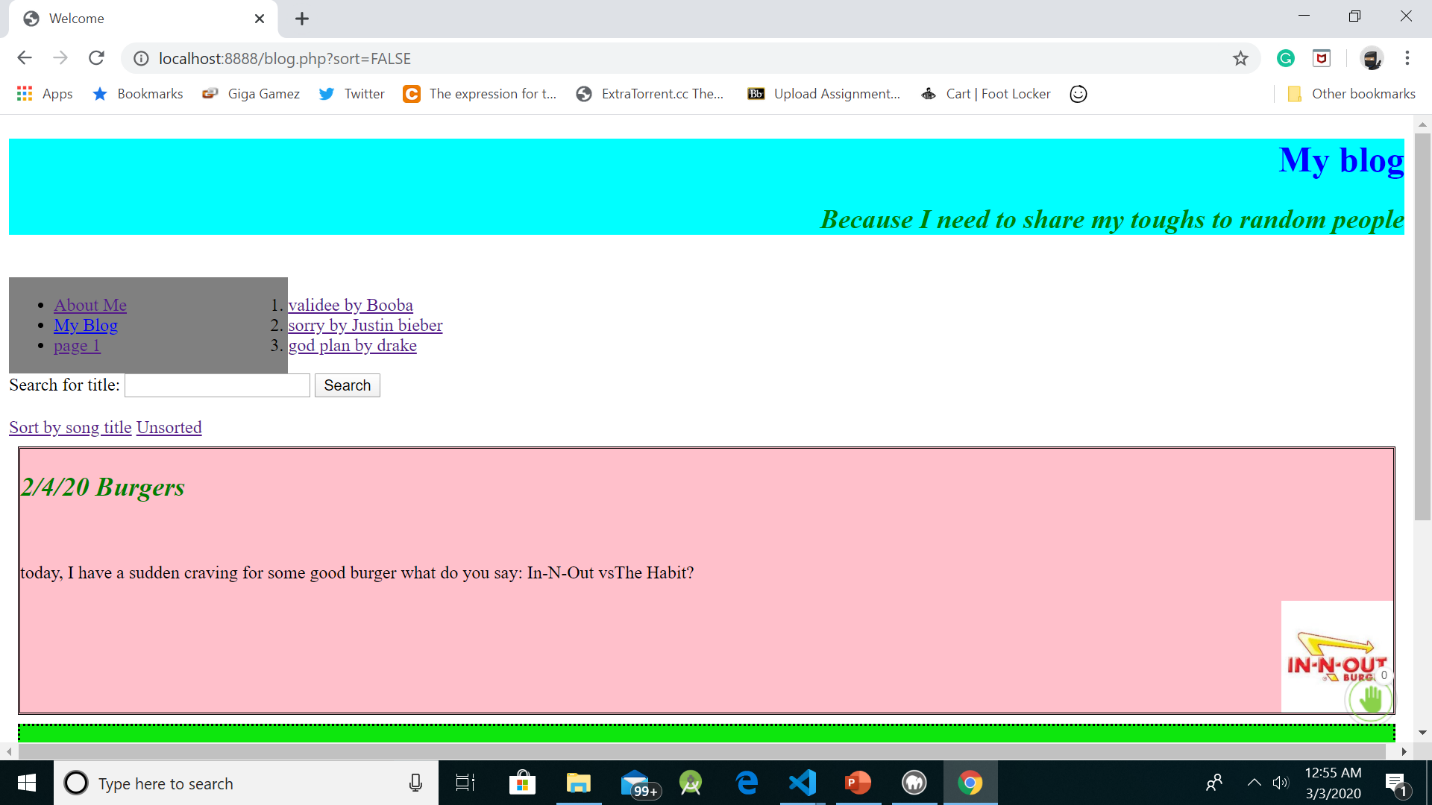 Welcome
localhost:8888/blog.php?sort=FALSE
Apps Bookmarks Giga Gamez Twitter The expression for t... ExtraTorrent.cc The... Bb Upload Assignment... Cart | Foot Locker Other bookmarks
My blog
Because I need to share my toughs to random people
About Me
My Blog
page 1
1. validee by Booba
2. sorry by Justin bieber
3. god plan by drake
Search for title: Search
Sort by song title Unsorted
2/4/20 Burgers
today, I have a sudden craving for some good burger what do you say: In-N-Out vsThe Habit?
IN-N-OUT
BURG
0
Type here to search
99+
12:55 AM
3/3/2020
1